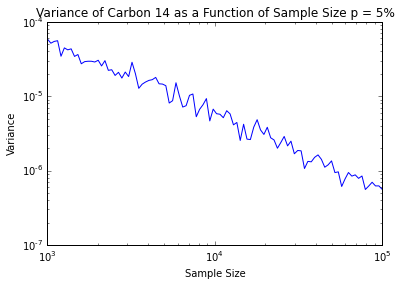 Variance of Carbon 14 as a Function of Sample Size p = 5%
10^-4
10^-5
10^-6
10^-7
Variance
10^3
10^4
10^5
Sample Size